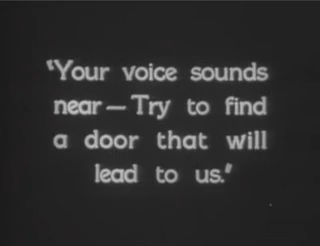 "Your voice sounds
near — Try to find
a door that will
lead to us."